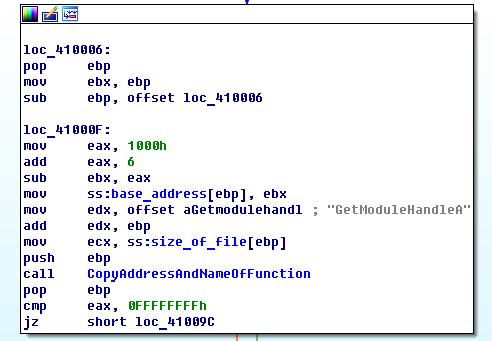 loc_410006:
pop ebp
mov ebx, ebp
sub ebp, offset loc_410006
loc_41000F:
mov eax, 1000h
add eax, 6
sub ebx, eax
mov ss:base_address[ebp], ebx
mov edx, offset aGetmodulehandl ; "GetModuleHandleA"
add edx, ebp
mov ecx, ss:size_of_file[ebp]
push ebp
call CopyAddressAndNameOfFunction
pop ebp
cmp eax, 0FFFFFFFFh
jz short loc_41009C